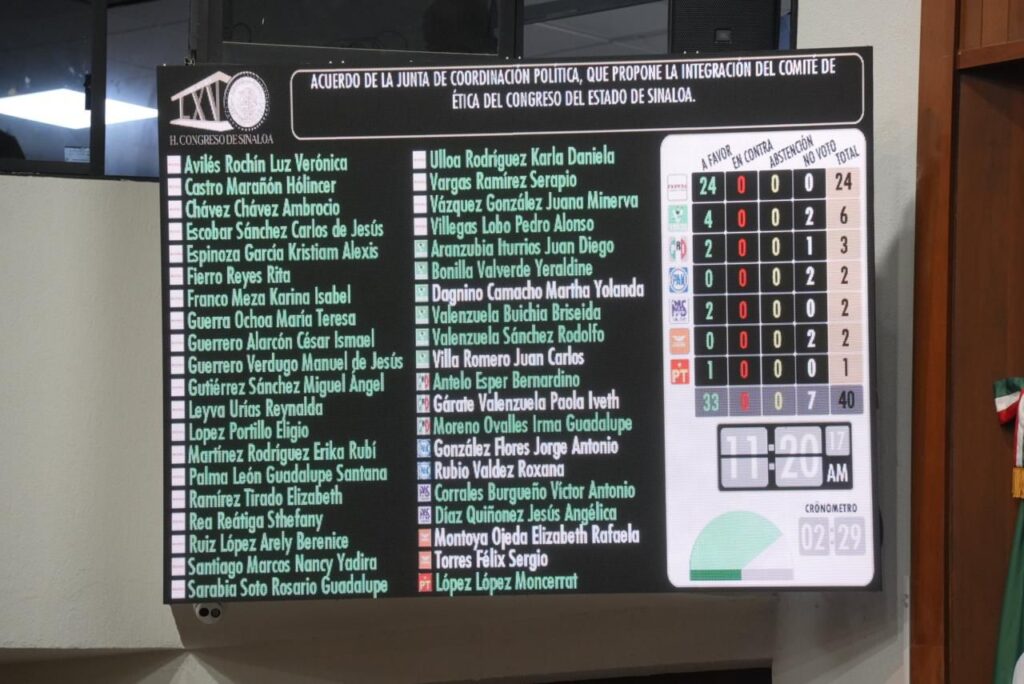 ACUERDO DE LA JUNTA DE COORDINACIÓN POLÍTICA, QUE PROPONE LA INTEGRACIÓN DEL COMITÉ DE
ÉTICA DEL CONGRESO DEL ESTADO DE SINALOA.
LXV
H. CONGRESO DE SINALOA
Avilés Rochín Luz Verónica
Castro Marañón Hólincer
Chávez Chávez Ambrocio
Escobar Sánchez Carlos de Jesús
Espinoza García Kristiam Alexis
Fierro Reyes Rita
Franco Meza Karina Isabel
Guerra Ochoa María Teresa
Guerrero Alarcón César Ismael
Guerrero Verdugo Manuel de Jesús
Gutiérrez Sánchez Miguel Ángel
Leyva Urías Reynalda
Lopez Portillo Eligio
Martínez Rodríguez Erika Rubí
Palma León Guadalupe Santana
Ramírez Tirado Elizabeth
Rea Reátiga Sthefany
Ruiz López Arely Berenice
Santiago Marcos Nancy Yadira
Sarabia Soto Rosario Guadalupe
Ulloa Rodríguez Karla Daniela
Vargas Ramírez Serapio
Vázquez González Juana Minerva
Villegas Lobo Pedro Alonso
Aranzubia Iturrios Juan Diego
Bonilla Valverde Yeraldine
Dagnino Camacho Martha Yolanda
Valenzuela Buichia Briseida
Valenzuela Sánchez Rodolfo
Villa Romero Juan Carlos
Antelo Esper Bernardino
Gárate Valenzuela Paola Iveth
Moreno Ovalles Irma Guadalupe
González Flores Jorge Antonio
Rubio Valdez Roxana
Corrales Burgueño Víctor Antonio
Díaz Quiñonez Jesús Angélica
Montoya Ojeda Elizabeth Rafaela
Torres Félix Sergio
PT López López Moncerrat
A FAVOR EN CONTRA ABSTENCIÓN NO VOTO TOTAL
24 0 0 0 24
4 0 0 2 6
PRI 2 0 0 1 3
PAN 0 0 0 2 2
PAS 2 0 0 0 2
0 0 0 2 2
PT 1 0 0 0 1
33 0 0 7 40
11:20 17 AM
CRÓNOMETRO
02:29